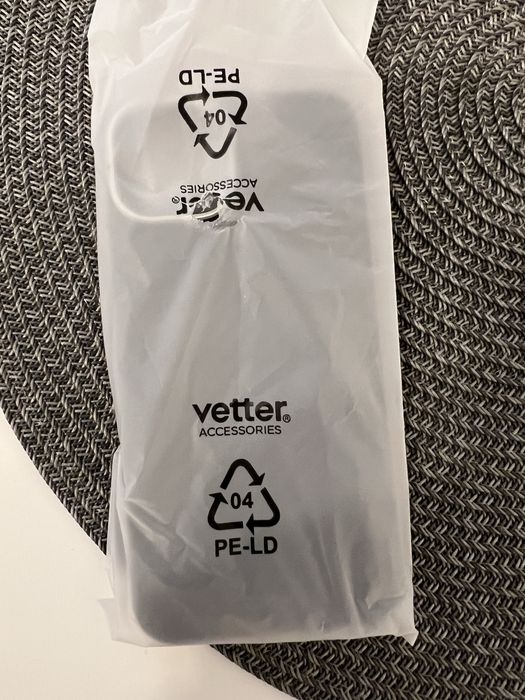 PE-LD
04
vetter®
ACCESSORIES
vetter®
ACCESSORIES
04
PE-LD